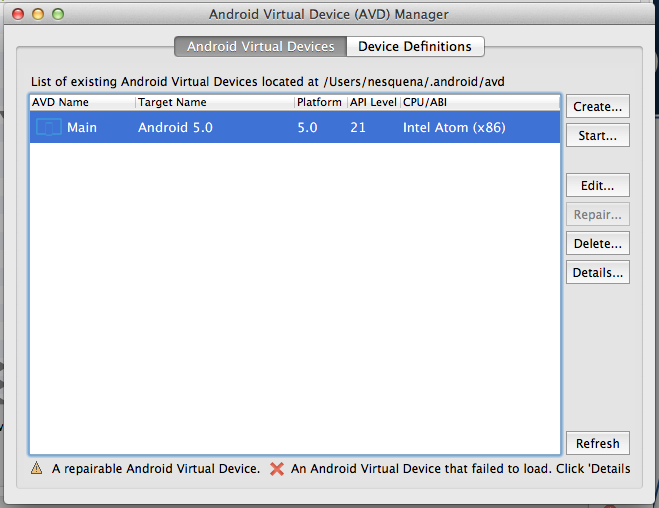 Android Virtual Device (AVD) Manager
Android Virtual Devices Device Definitions
List of existing Android Virtual Devices located at /Users/nesquena/.android/avd
AVD Name Target Name Platform API Level CPU/ABI
Main Android 5.0 5.0 21 Intel Atom (x86)
Create...
Start...
Edit...
Repair...
Delete...
Details...
Refresh
A repairable Android Virtual Device. An Android Virtual Device that failed to load. Click 'Details